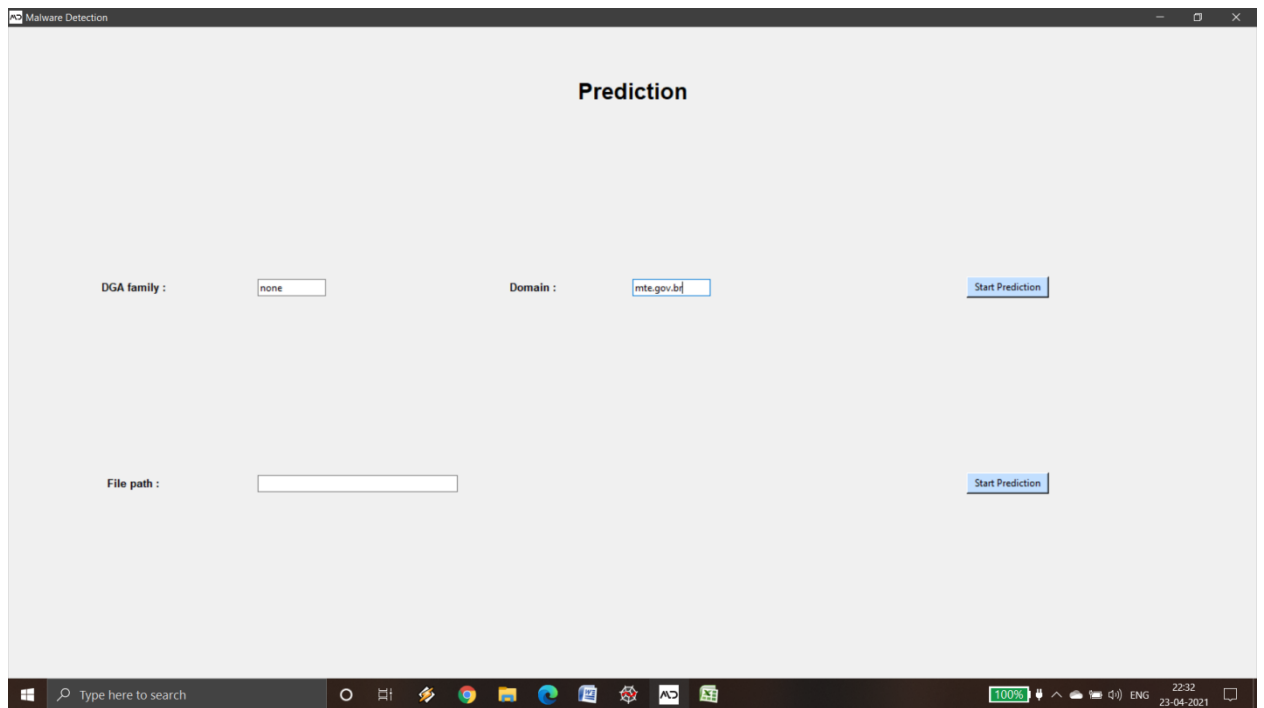 MD Malware Detection
Prediction
DGA family : none Domain : mte.gov.br Start Prediction
File path : Start Prediction
Type here to search
100% ENG 22:32
23-04-2021